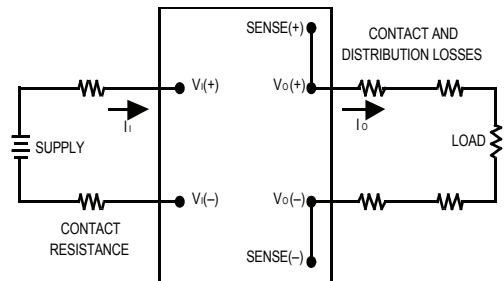 SENSE(+)
CONTACT AND
DISTRIBUTION LOSSES
VI(+)
VO(+)
II
IO
SUPPLY
LOAD
VI(–)
VO(–)
CONTACT
RESISTANCE
SENSE(–)